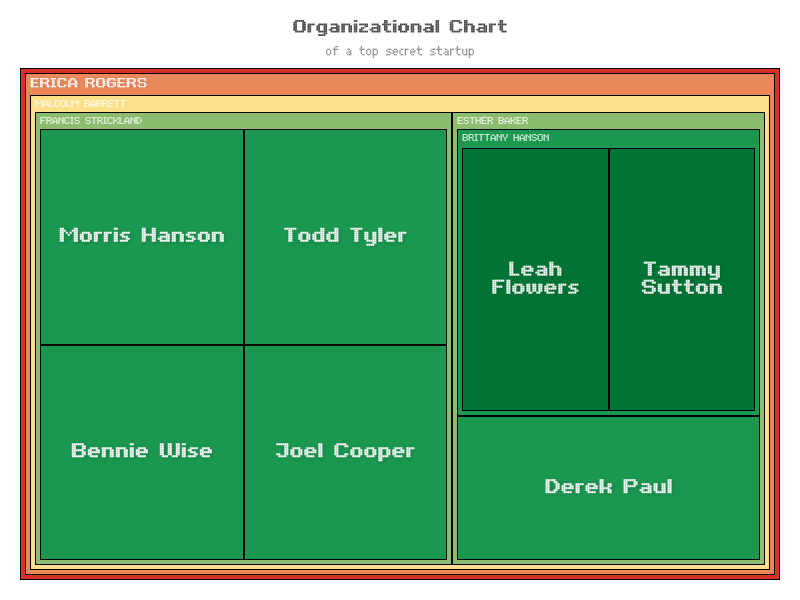 Organizational Chart
of a top secret startup
ERICA ROGERS
MALCOLM BARRETT
FRANCIS STRICKLAND
Morris Hanson
Todd Tyler
Bennie Wise
Joel Cooper
ESTHER BAKER
BRITTANY HANSON
Leah
Flowers
Tammy
Sutton
Derek Paul